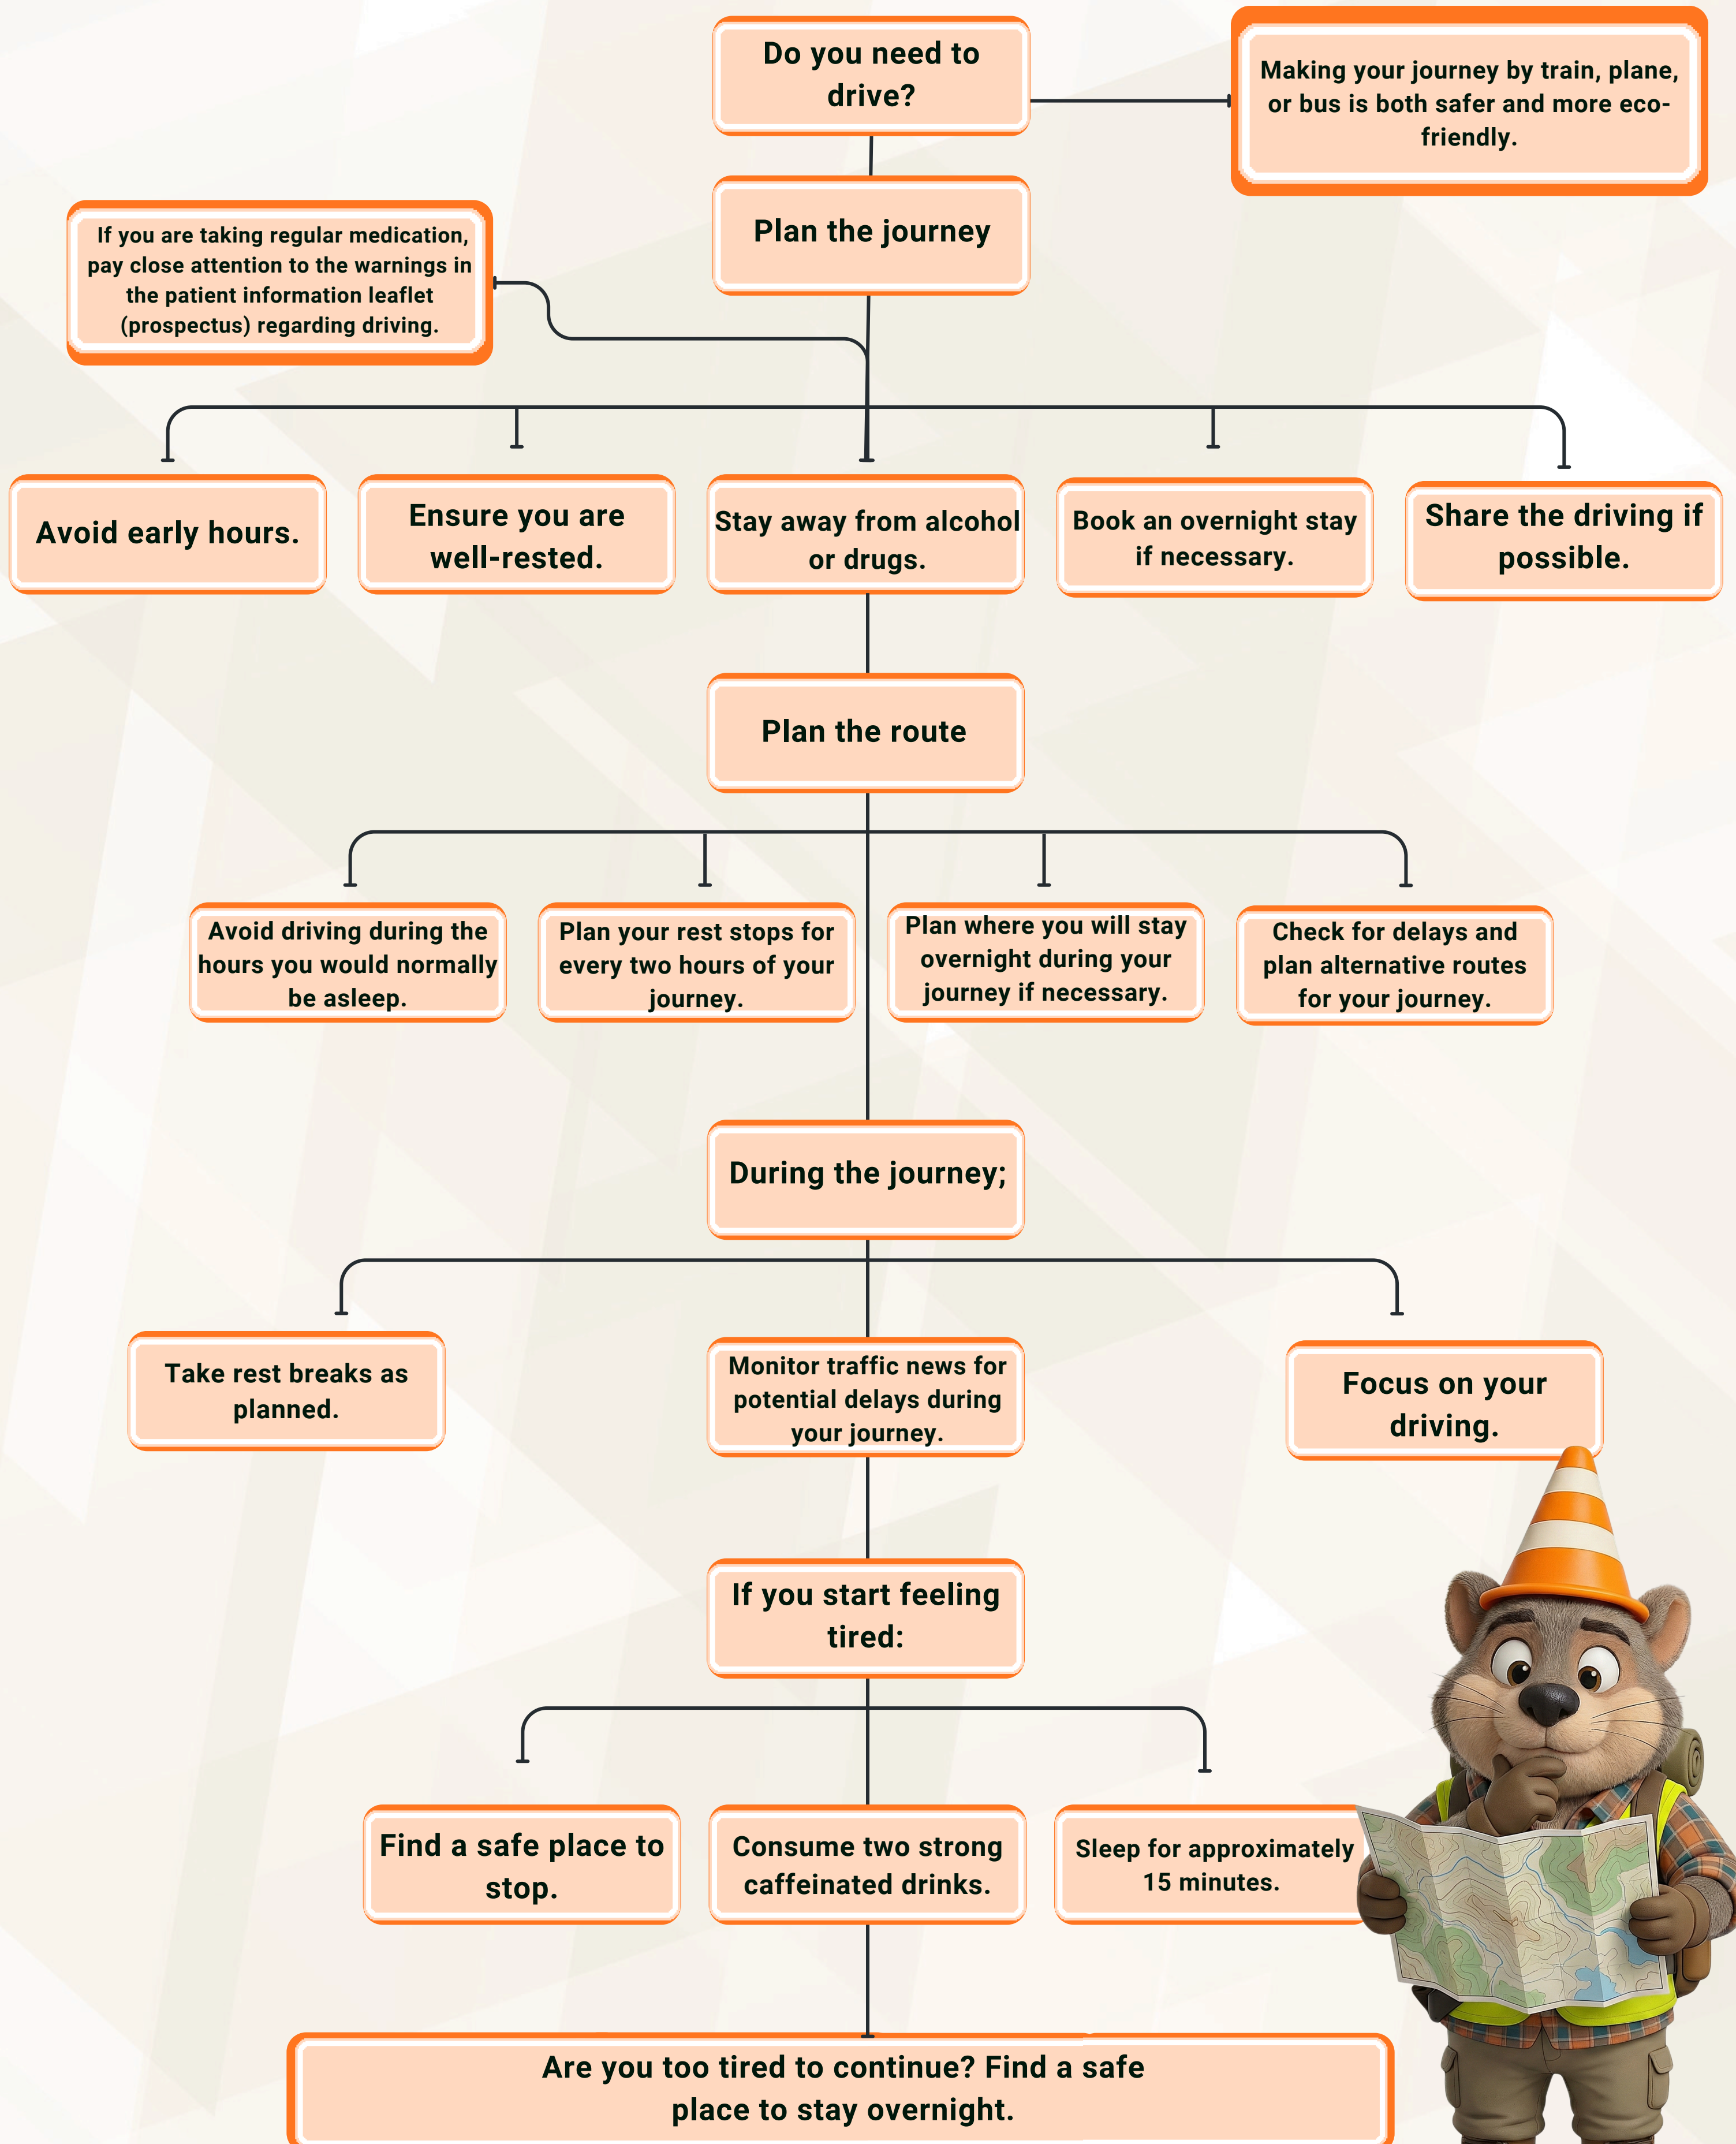 Do you need to
drive?
Making your journey by train, plane,
or bus is both safer and more eco-
friendly.
Plan the journey
If you are taking regular medication,
pay close attention to the warnings in
the patient information leaflet
(prospectus) regarding driving.
Avoid early hours.
Ensure you are
well-rested.
Stay away from alcohol
or drugs.
Book an overnight stay
if necessary.
Share the driving if
possible.
Plan the route
Avoid driving during the
hours you would normally
be asleep.
Plan your rest stops for
every two hours of your
journey.
Plan where you will stay
overnight during your
journey if necessary.
Check for delays and
plan alternative routes
for your journey.
During the journey;
Take rest breaks as
planned.
Monitor traffic news for
potential delays during
your journey.
Focus on your
driving.
If you start feeling
tired:
Find a safe place to
stop.
Consume two strong
caffeinated drinks.
Sleep for approximately
15 minutes.
Are you too tired to continue? Find a safe
place to stay overnight.